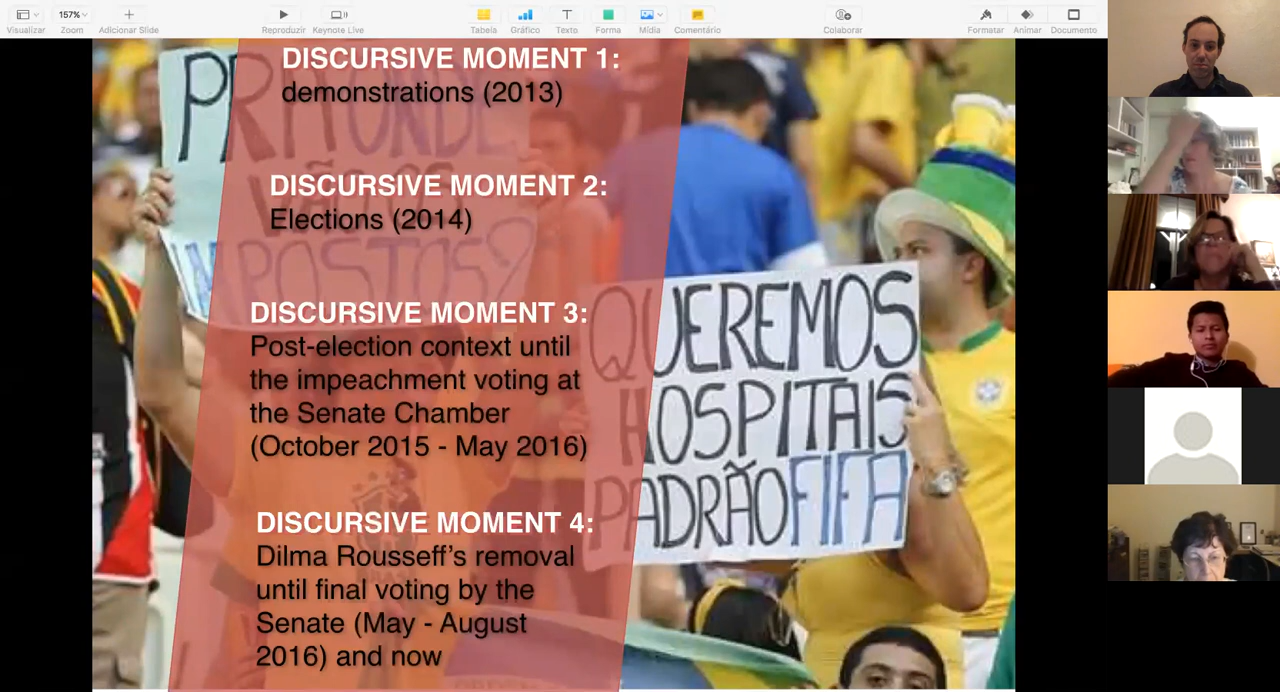 Visualizar
157%
Zoom
Adicionar Slide
Reproduzir
Keynote Live
Tabela
Gráfico
Texto
Forma
Mídia
Comentário
Colaborar
Formatar
Animar
Documento
DISCURSIVE MOMENT 1:
demonstrations (2013)
DISCURSIVE MOMENT 2:
Elections (2014)
DISCURSIVE MOMENT 3:
Post-election context until
the impeachment voting at
the Senate Chamber
(October 2015 - May 2016)
DISCURSIVE MOMENT 4:
Dilma Rousseff's removal
until final voting by the
Senate (May - August
2016) and now
VÃO OS
QUEREMOS
HOSPITAIS
PADRÃO FIFA